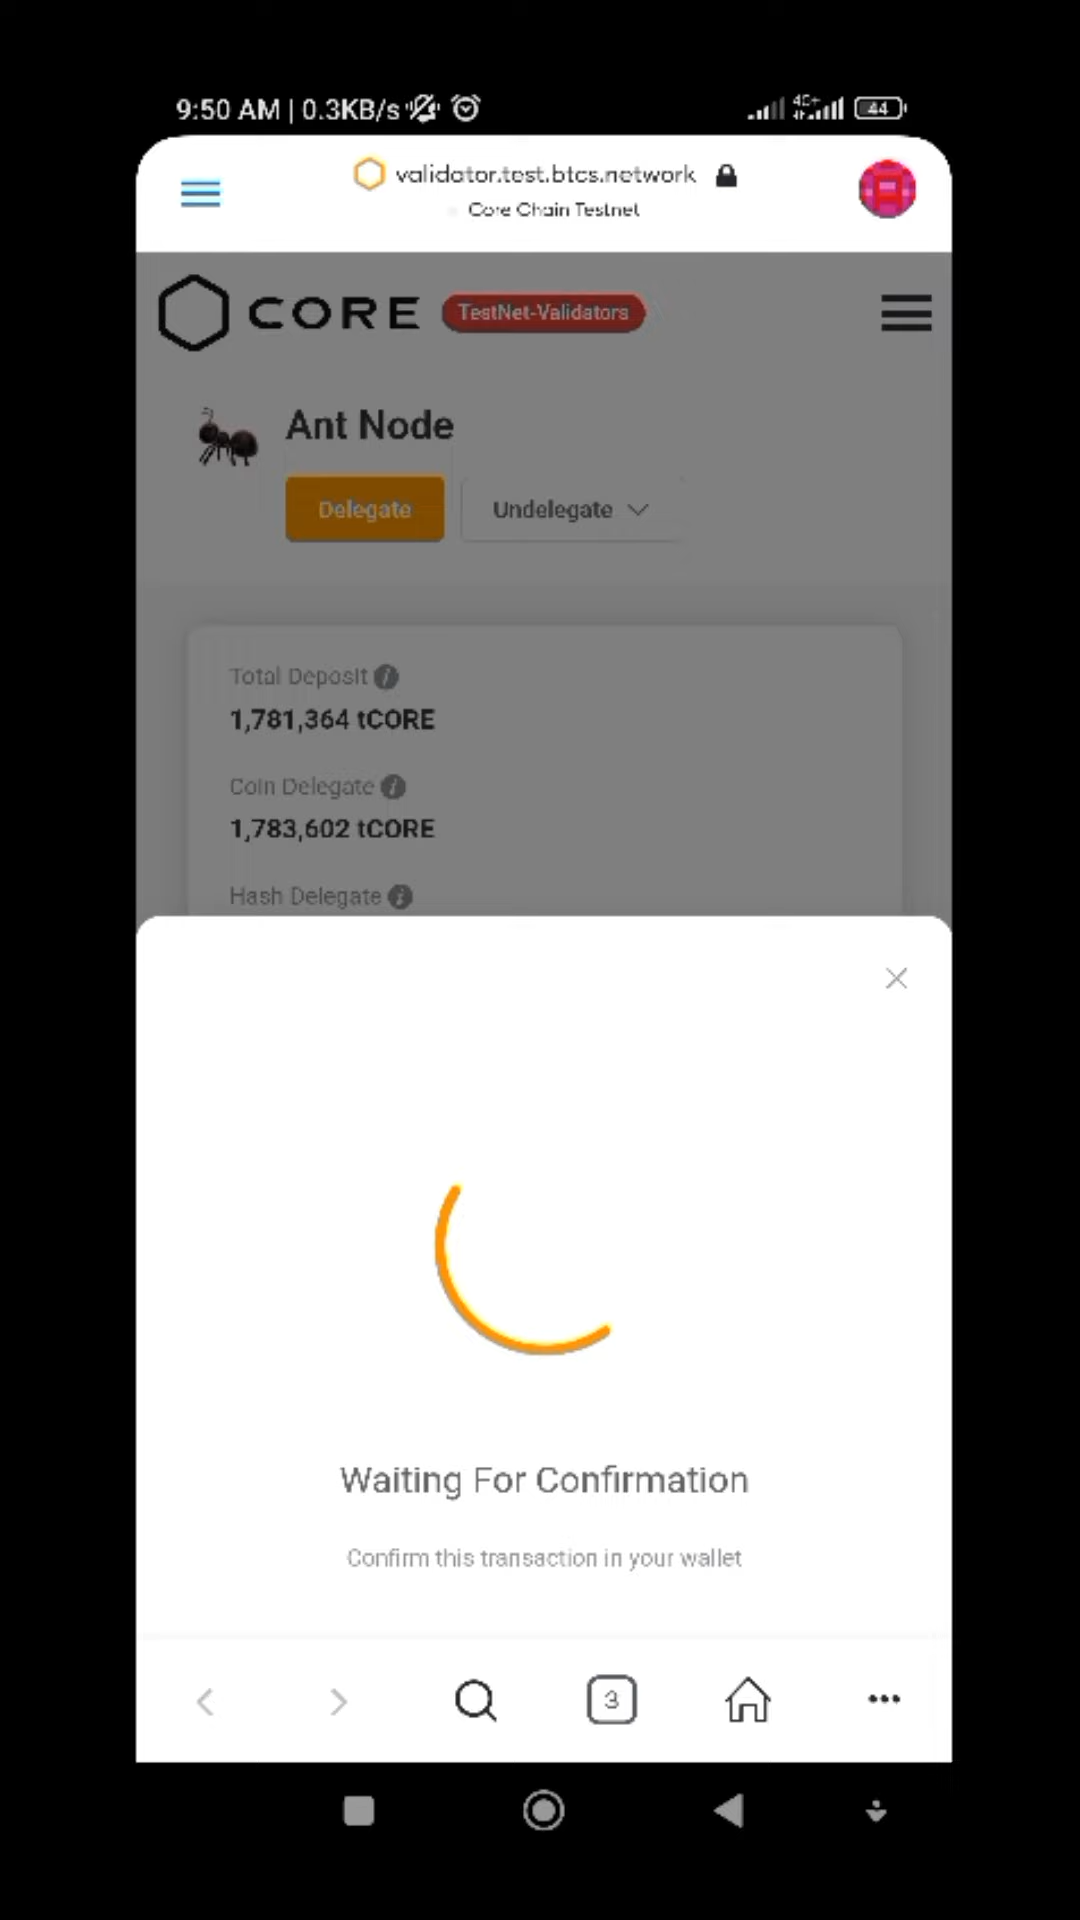 9:50 AM | 0.3KB/s
4G+
44
validator.test.btcs.network
Core Chain Testnet
CORE
TestNet-Validators
Ant Node
Delegate
Undelegate
Total Deposit
1,781,364 tCORE
Coin Delegate
1,783,602 tCORE
Hash Delegate
Waiting For Confirmation
Confirm this transaction in your wallet
3